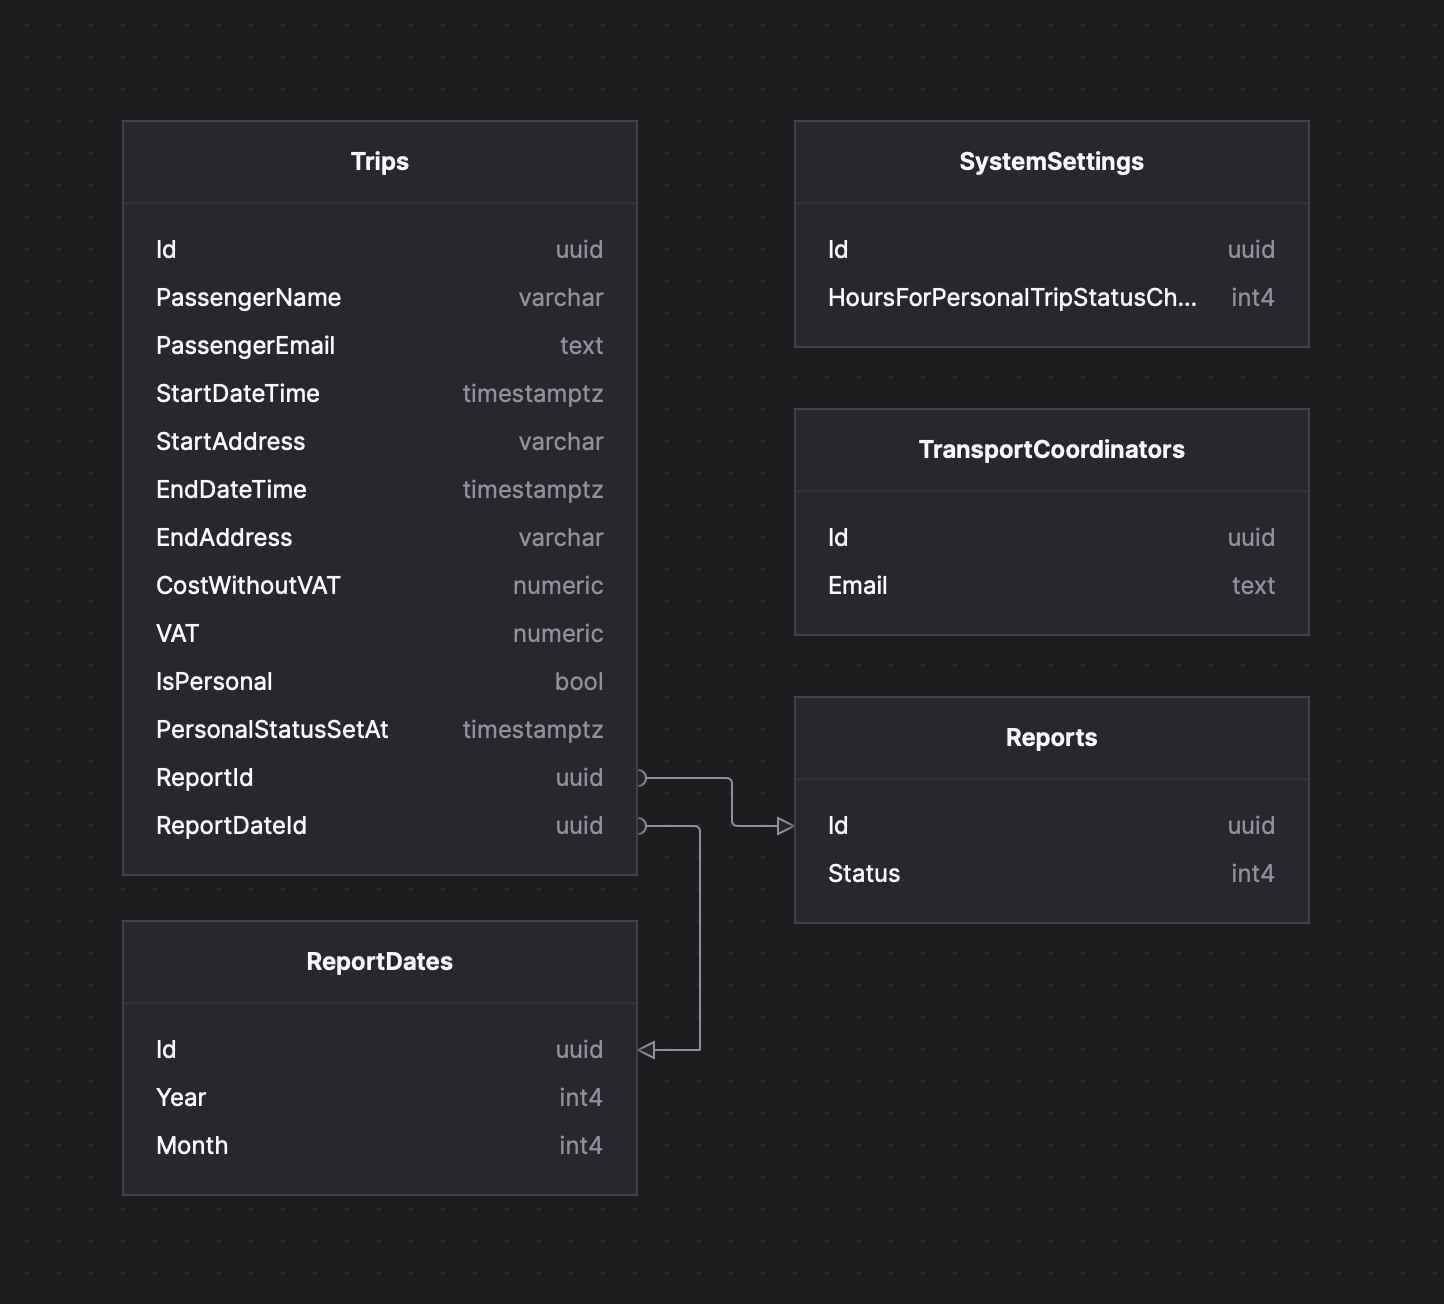 Trips
Id uuid
PassengerName varchar
PassengerEmail text
StartDateTime timestamptz
StartAddress varchar
EndDateTime timestamptz
EndAddress varchar
CostWithoutVAT numeric
VAT numeric
IsPersonal bool
PersonalStatusSetAt timestamptz
ReportId uuid
ReportDateId uuid
ReportDates
Id uuid
Year int4
Month int4
SystemSettings
Id uuid
HoursForPersonalTripStatusCh... int4
TransportCoordinators
Id uuid
Email text
Reports
Id uuid
Status int4